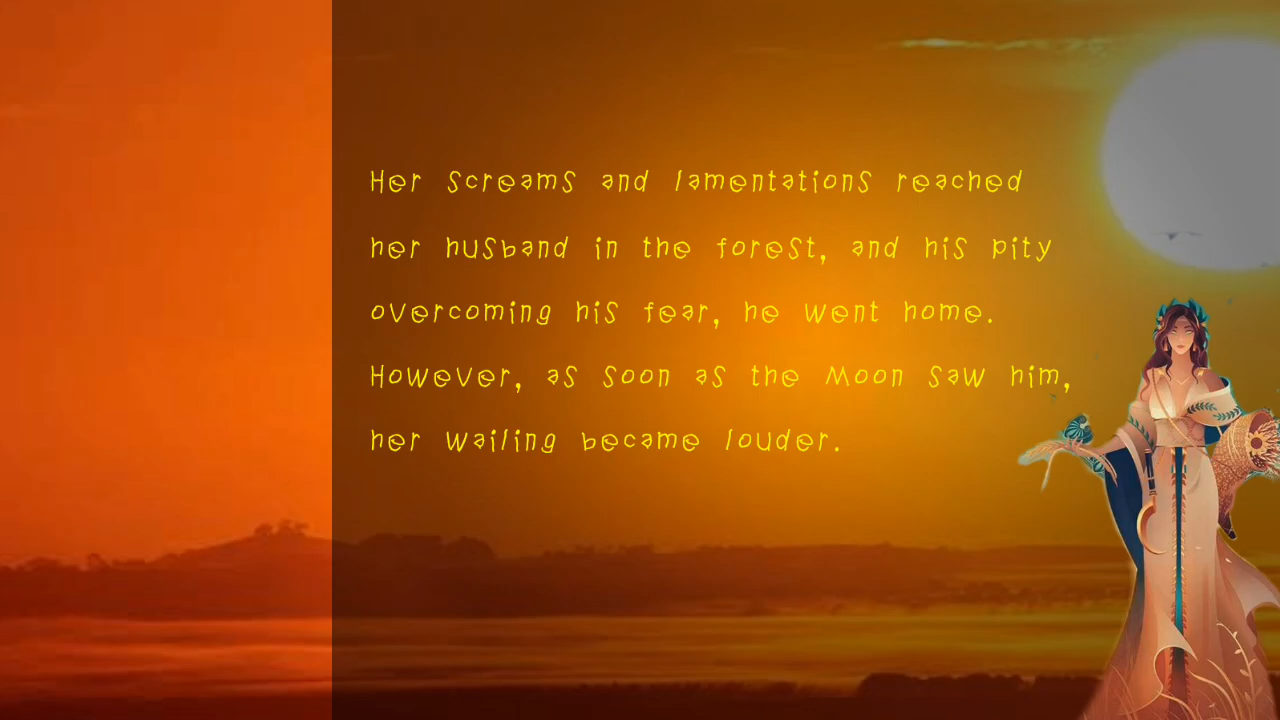 Her screams and lamentations reached
her husband in the forest, and his pity
overcoming his fear, he went home.
However, as soon as the Moon saw him,
her wailing became louder.